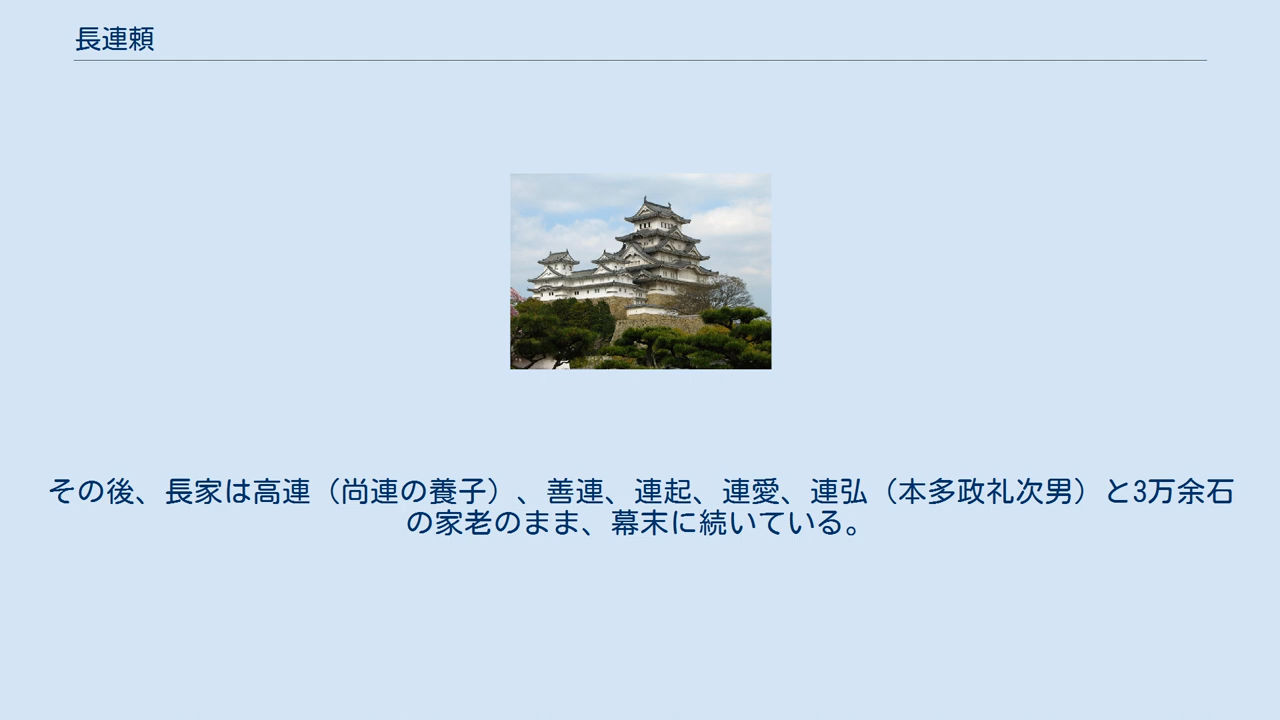 長連頼
その後、長家は高連（尚連の養子）、善連、連起、連愛、連弘（本多政礼次男）と3万余石
の家老のまま、幕末に続いている。